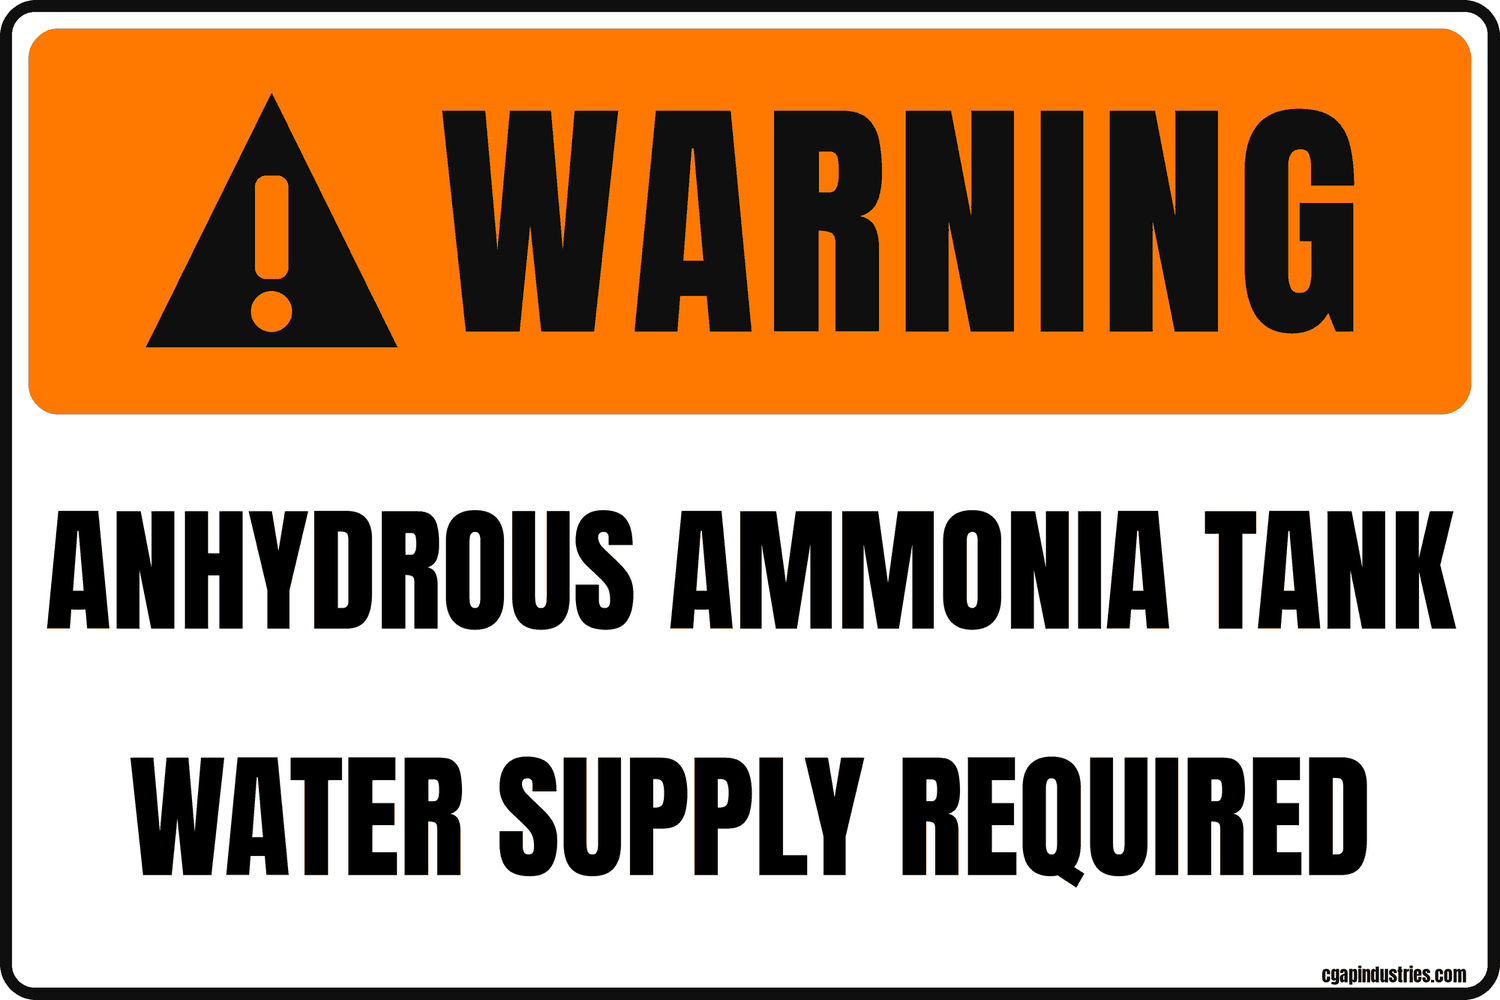 WARNING
ANHYDROUS AMMONIA TANK
WATER SUPPLY REQUIRED
cgapindustries.com